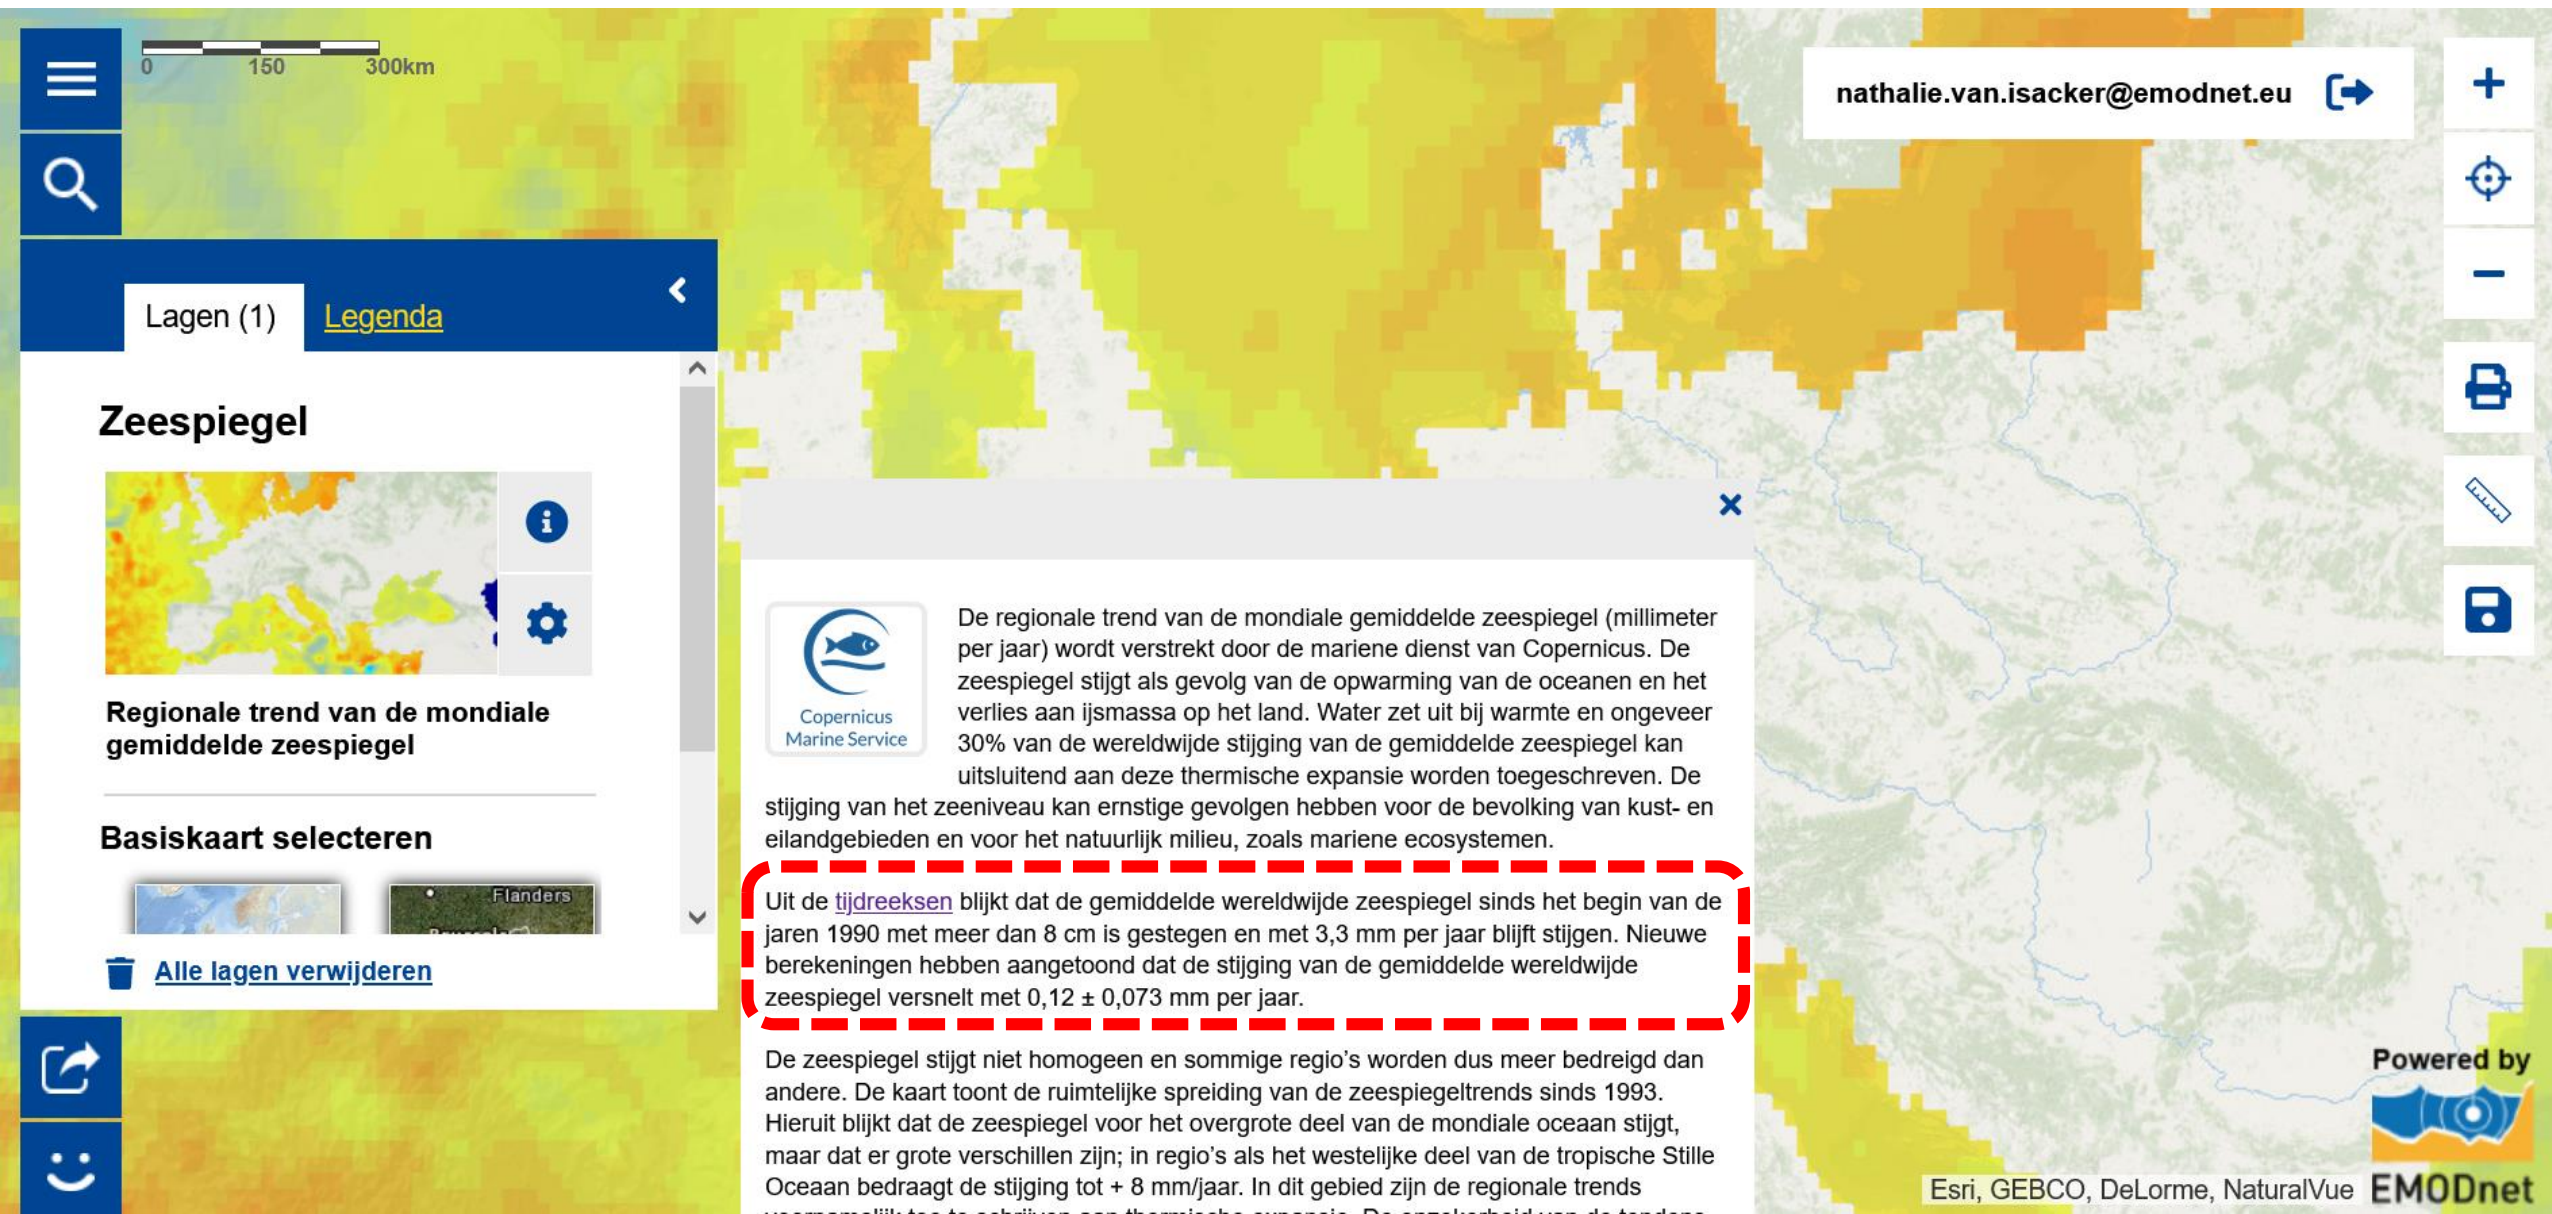 0 150 300km
nathalie.van.isacker@emodnet.eu
Lagen (1) Legenda
Zeespiegel
Regionale trend van de mondiale
gemiddelde zeespiegel
Basiskaart selecteren
Flanders
Alle lagen verwijderen
Copernicus
Marine Service
De regionale trend van de mondiale gemiddelde zeespiegel (millimeter
per jaar) wordt verstrekt door de mariene dienst van Copernicus. De
zeespiegel stijgt als gevolg van de opwarming van de oceanen en het
verlies aan ijsmassa op het land. Water zet uit bij warmte en ongeveer
30% van de wereldwijde stijging van de gemiddelde zeespiegel kan
uitsluitend aan deze thermische expansie worden toegeschreven. De
stijging van het zeeniveau kan ernstige gevolgen hebben voor de bevolking van kust- en
eilandgebieden en voor het natuurlijk milieu, zoals mariene ecosystemen.
Uit de tijdreeksen blijkt dat de gemiddelde wereldwijde zeespiegel sinds het begin van de
jaren 1990 met meer dan 8 cm is gestegen en met 3,3 mm per jaar blijft stijgen. Nieuwe
berekeningen hebben aangetoond dat de stijging van de gemiddelde wereldwijde
zeespiegel versnelt met 0,12 ± 0,073 mm per jaar.
De zeespiegel stijgt niet homogeen en sommige regio's worden dus meer bedreigd dan
andere. De kaart toont de ruimtelijke spreiding van de zeespiegeltrends sinds 1993.
Hieruit blijkt dat de zeespiegel voor het overgrote deel van de mondiale oceaan stijgt,
maar dat er grote verschillen zijn; in regio's als het westelijke deel van de tropische Stille
Oceaan bedraagt de stijging tot + 8 mm/jaar. In dit gebied zijn de regionale trends
Powered by
EMODnet
Esri, GEBCO, DeLorme, NaturalVue